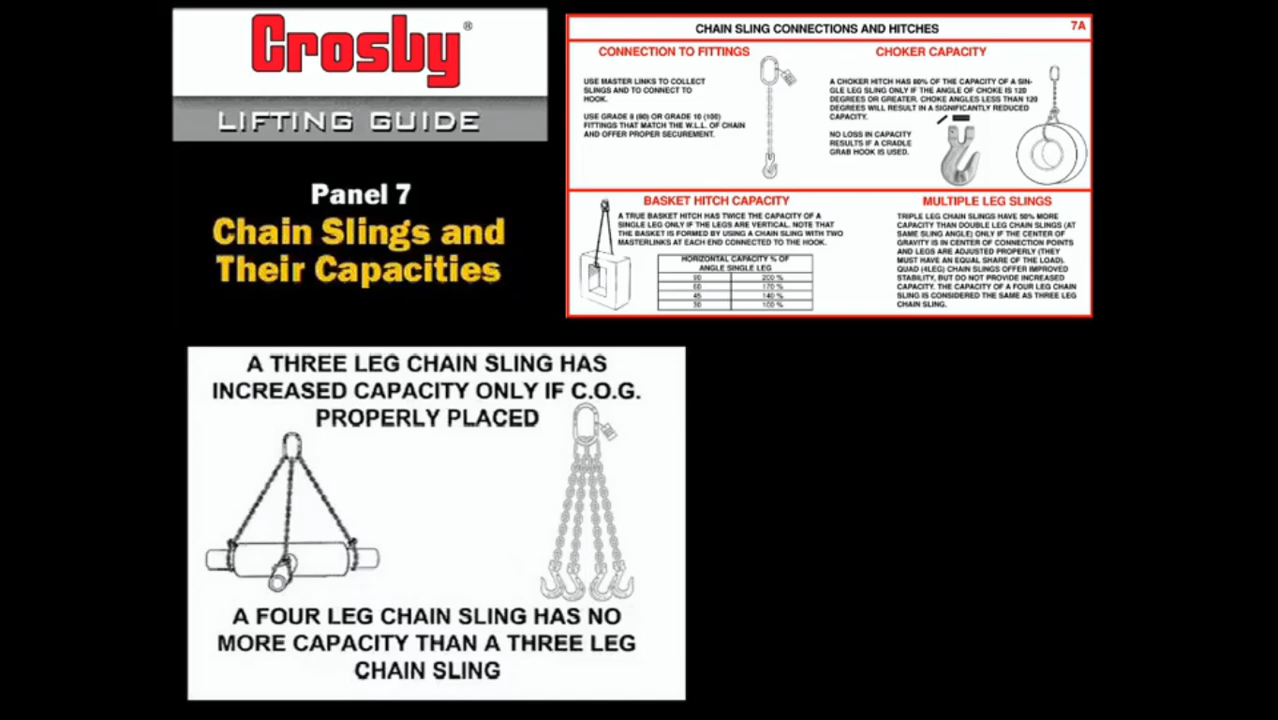 Crosby®
LIFTING GUIDE
Panel 7
Chain Slings and
Their Capacities
CHAIN SLING CONNECTIONS AND HITCHES
7A
CONNECTION TO FITTINGS
USE MASTER LINKS TO COLLECT
SLINGS AND TO CONNECT TO
HOOK.
USE GRADE 8 (80) OR GRADE 10 (100)
FITTINGS THAT MATCH THE W.L.L. OF CHAIN
AND OFFER PROPER SECUREMENT.
CHOKER CAPACITY
A CHOKER HITCH HAS 80% OF THE CAPACITY OF A SIN-
GLE LEG SLING ONLY IF THE ANGLE OF CHOKE IS 120
DEGREES OR GREATER. CHOKE ANGLES LESS THAN 120
DEGREES WILL RESULT IN A SIGNIFICANTLY REDUCED
CAPACITY.
NO LOSS IN CAPACITY
RESULTS IF A CRADLE
GRAB HOOK IS USED.
BASKET HITCH CAPACITY
A TRUE BASKET HITCH HAS TWICE THE CAPACITY OF A
SINGLE LEG ONLY IF THE LEGS ARE VERTICAL. NOTE THAT
THE BASKET IS FORMED BY USING A CHAIN SLING WITH TWO
MASTERLINKS AT EACH END CONNECTED TO THE HOOK.
HORIZONTAL CAPACITY % OF
ANGLE SINGLE LEG
90 200 %
60 170 %
45 140 %
30 100 %
MULTIPLE LEG SLINGS
TRIPLE LEG CHAIN SLINGS HAVE 50% MORE
CAPACITY THAN DOUBLE LEG CHAIN SLINGS (AT
SAME SLING ANGLE) ONLY IF THE CENTER OF
GRAVITY IS IN CENTER OF CONNECTION POINTS
AND LEGS ARE ADJUSTED PROPERLY (THEY
MUST HAVE AN EQUAL SHARE OF THE LOAD).
QUAD (4LEG) CHAIN SLINGS OFFER IMPROVED
STABILITY, BUT DO NOT PROVIDE INCREASED
CAPACITY. THE CAPACITY OF A FOUR LEG CHAIN
SLING IS CONSIDERED THE SAME AS THREE LEG
CHAIN SLING.
A THREE LEG CHAIN SLING HAS
INCREASED CAPACITY ONLY IF C.O.G.
PROPERLY PLACED
A FOUR LEG CHAIN SLING HAS NO
MORE CAPACITY THAN A THREE LEG
CHAIN SLING